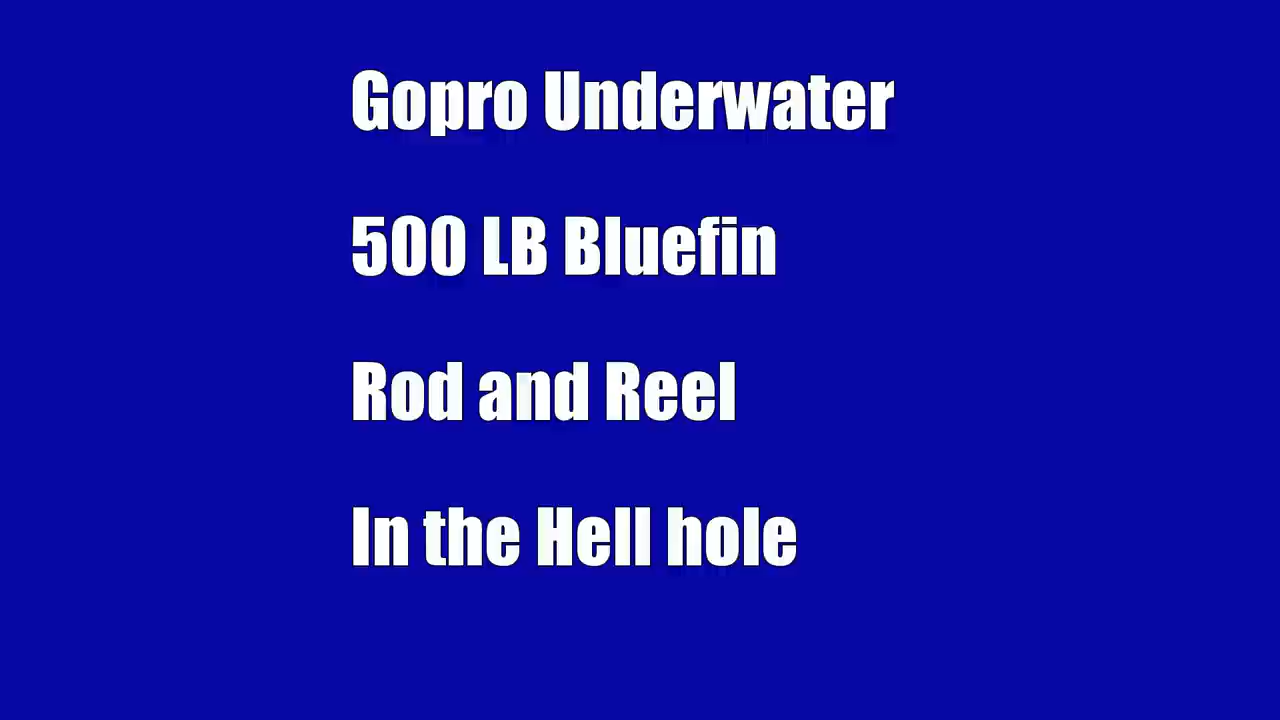 Gopro Underwater
500 LB Bluefin
Rod and Reel
In the Hell hole